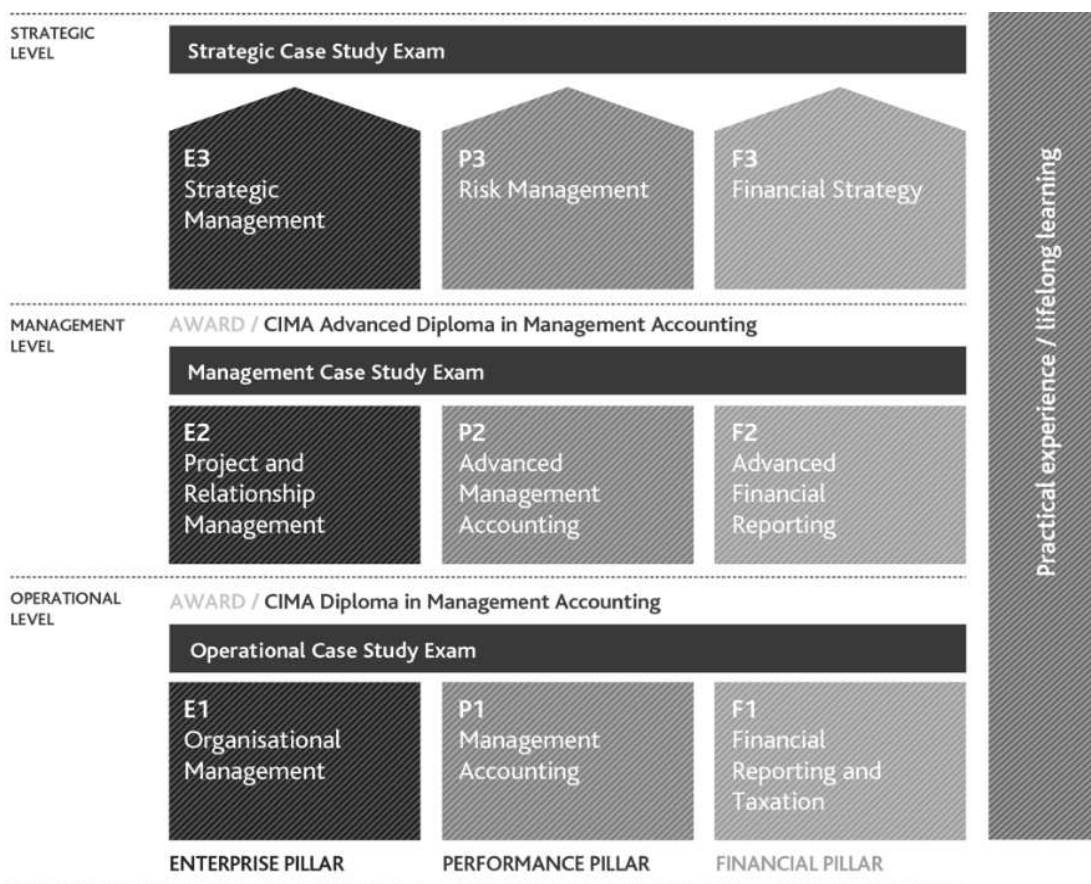 STRATEGIC
LEVEL
Strategic Case Study Exam
E3
Strategic
Management
P3
Risk Management
F3
Financial Strategy
MANAGEMENT
LEVEL
AWARD / CIMA Advanced Diploma in Management Accounting
Management Case Study Exam
E2
Project and
Relationship
Management
P2
Advanced
Management
Accounting
F2
Advanced
Financial
Reporting
OPERATIONAL
LEVEL
AWARD / CIMA Diploma in Management Accounting
Operational Case Study Exam
E1
Organisational
Management
P1
Management
Accounting
F1
Financial
Reporting and
Taxation
ENTERPRISE PILLAR
PERFORMANCE PILLAR
FINANCIAL PILLAR
Practical experience / lifelong learning